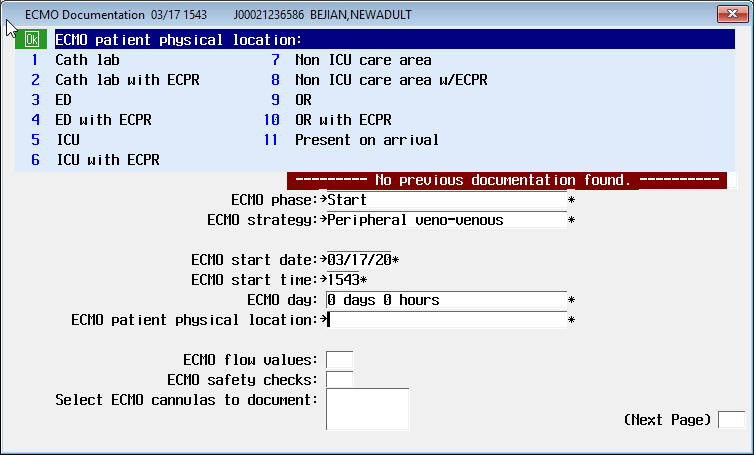 ECMO Documentation 03/17 1543 J00021236586 BEJIAN,NEWADULT
Ok ECMO patient physical location:
1 Cath lab 7 Non ICU care area
2 Cath lab with ECPR 8 Non ICU care area w/ECPR
3 ED 9 OR
4 ED with ECPR 10 OR with ECPR
5 ICU 11 Present on arrival
6 ICU with ECPR
--------- No previous documentation found. ----------
ECMO phase:→Start*
ECMO strategy:→Peripheral veno-venous*
ECMO start date:→03/17/20*
ECMO start time:→1543*
ECMO day: 0 days 0 hours*
ECMO patient physical location:→*
ECMO flow values:
ECMO safety checks:
Select ECMO cannulas to document:
(Next Page)